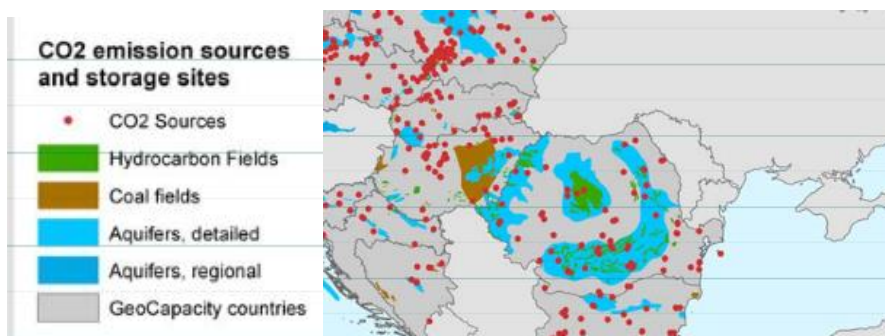 CO2 emission sources
and storage sites
CO2 Sources
Hydrocarbon Fields
Coal fields
Aquifers, detailed
Aquifers, regional
GeoCapacity countries